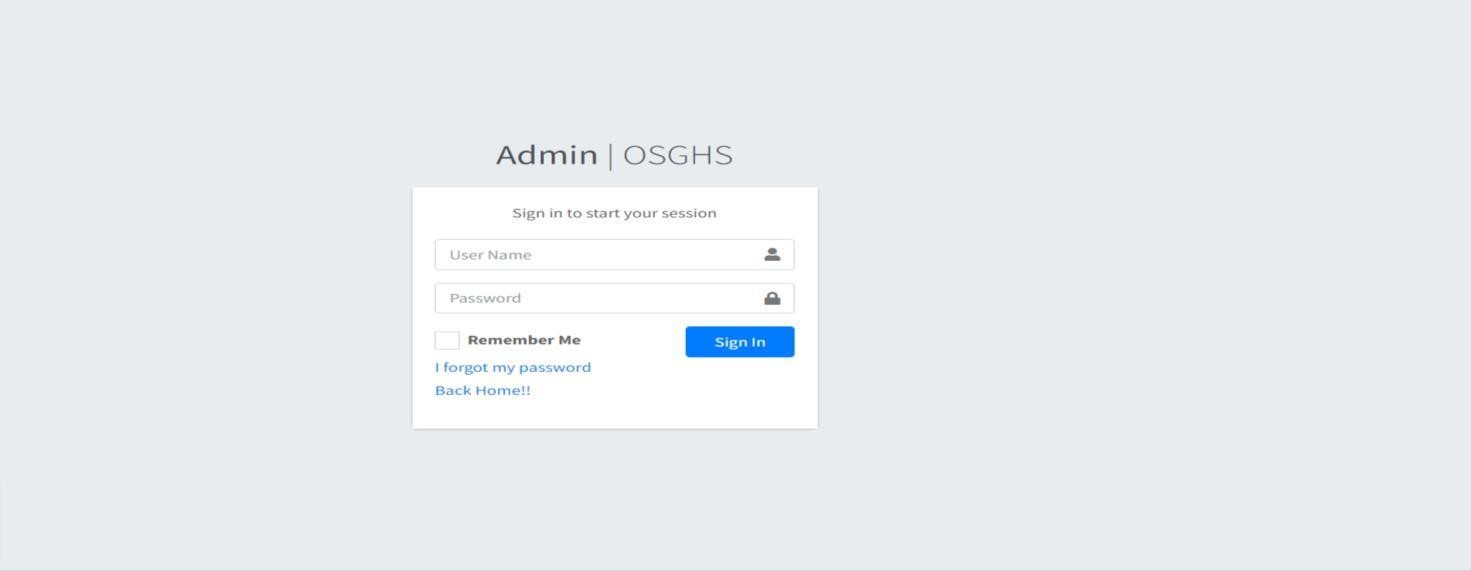 Admin | OSGHS
Sign in to start your session
User Name
Password
Remember Me
Sign In
I forgot my password
Back Home!!